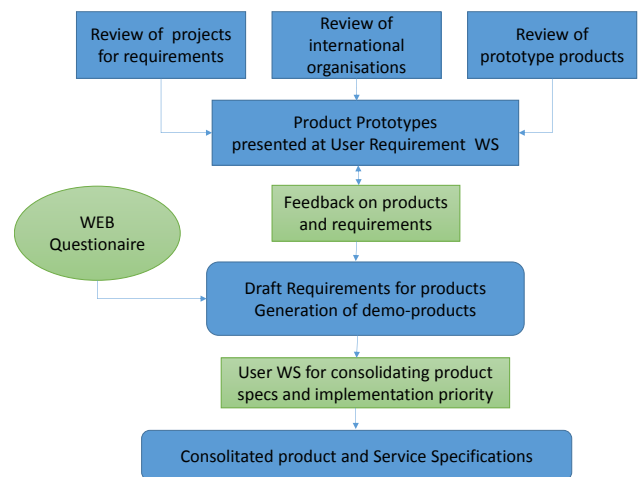 Review of projects
for requirements
Review of
international
organisations
Review of
prototype products
Product Prototypes
presented at User Requirement WS
Feedback on products
and requirements
WEB
Questionaire
Draft Requirements for products
Generation of demo-products
User WS for consolidating product
specs and implementation priority
Consolitated product and Service Specifications